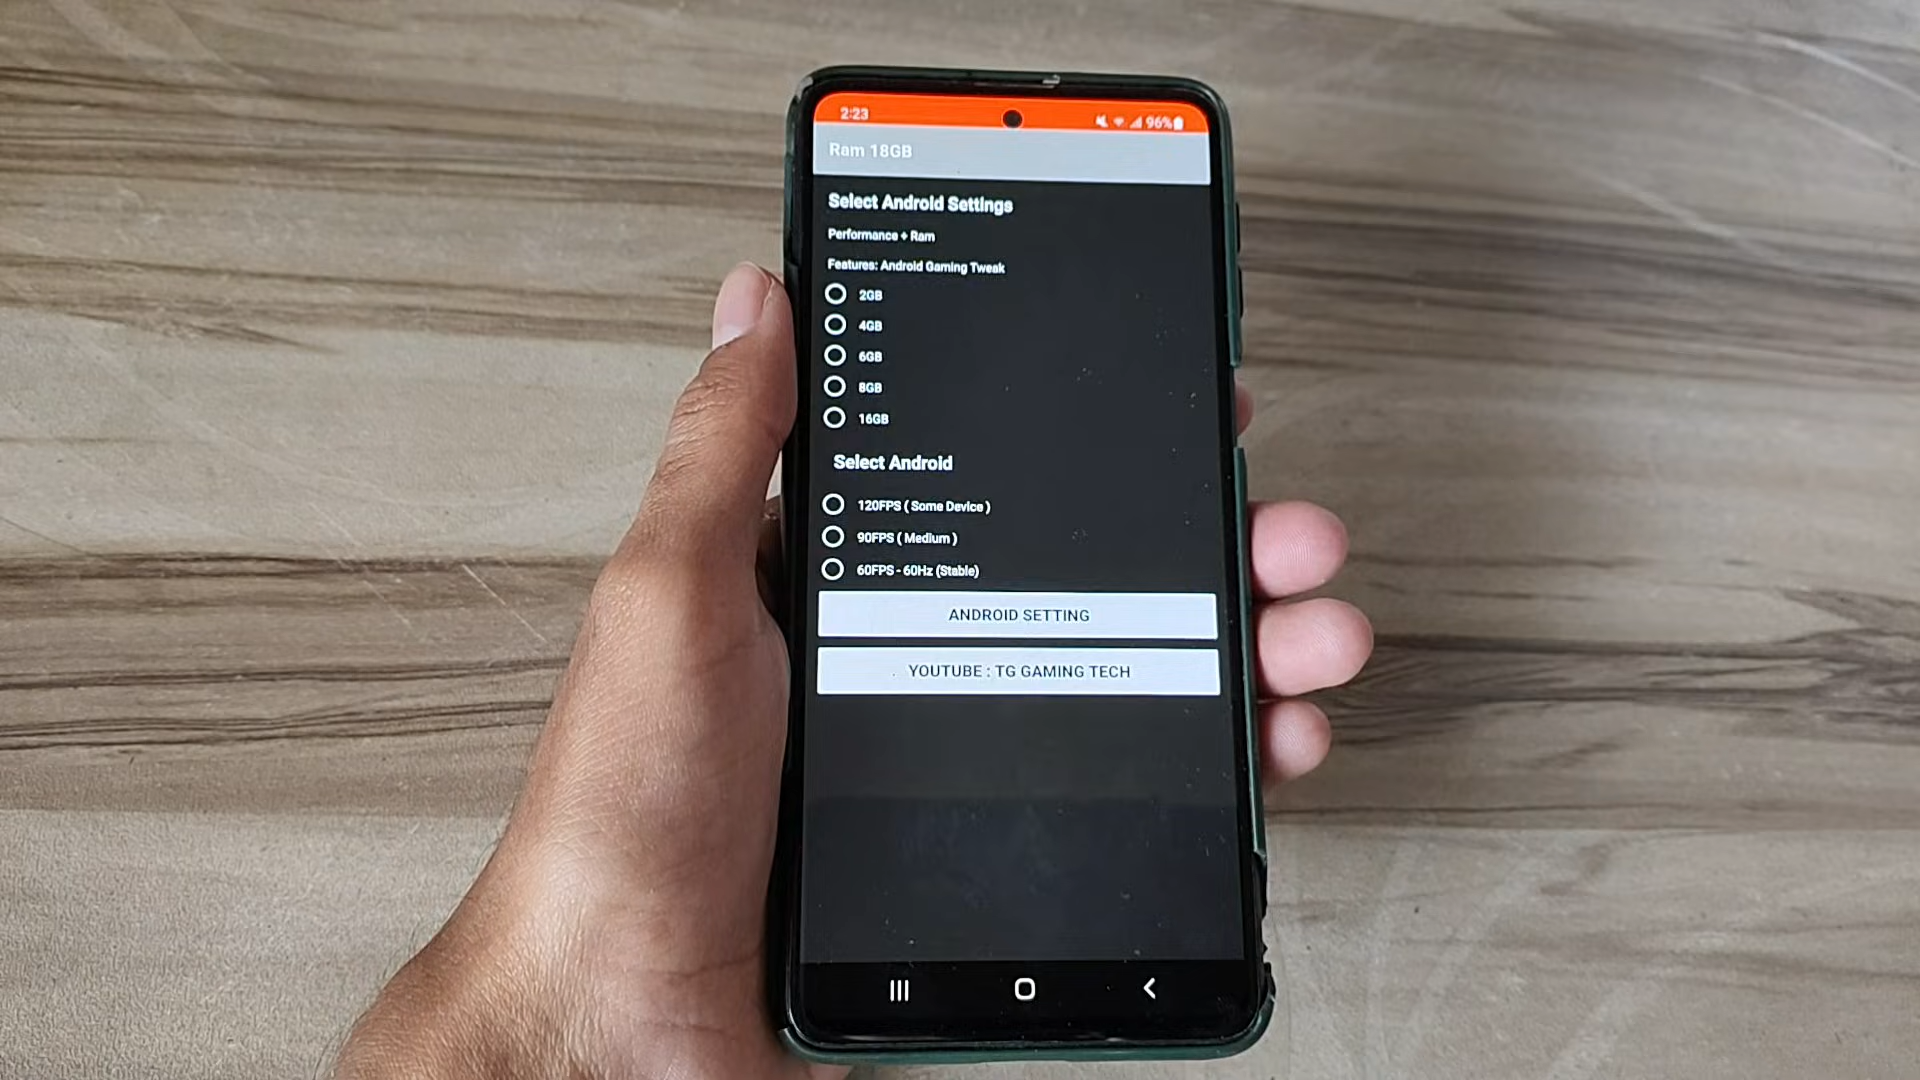 2:23
96%
Ram 18GB
Select Android Settings
Performance + Ram
Features: Android Gaming Tweak
2GB
4GB
6GB
8GB
16GB
Select Android
120FPS ( Some Device )
90FPS ( Medium )
60FPS - 60Hz (Stable)
ANDROID SETTING
YOUTUBE : TG GAMING TECH